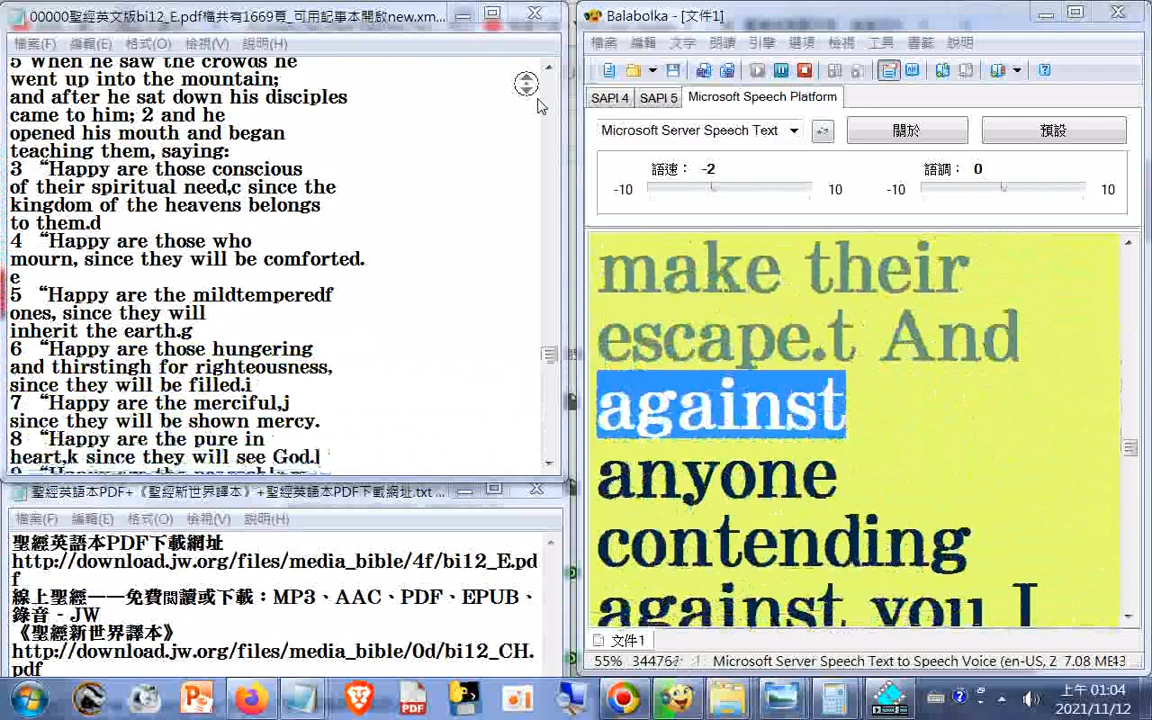 00000聖經英文版bi12_E.pdf檔共有1669頁_可用記事本開啟new.xm...
檔案(F) 編輯(E) 格式(O) 檢視(V) 說明(H)
5 When he saw the crowds he
went up into the mountain;
and after he sat down his disciples
came to him; 2 and he
opened his mouth and began
teaching them, saying:
3 “Happy are those conscious
of their spiritual need,c since the
kingdom of the heavens belongs
to them.d
4 “Happy are those who
mourn, since they will be comforted.
e
5 “Happy are the mildtemperedf
ones, since they will
inherit the earth.g
6 “Happy are those hungering
and thirstingh for righteousness,
since they will be filled.i
7 “Happy are the merciful,j
since they will be shown mercy.
8 “Happy are the pure in
heart,k since they will see God.l
聖經英語本PDF+《聖經新世界譯本》+聖經英語本PDF下載網址.txt ...
檔案(F) 編輯(E) 格式(O) 檢視(V) 說明(H)
聖經英語本PDF下載網址
http://download.jw.org/files/media_bible/4f/bi12_E.pd
f
線上聖經──免費閱讀或下載：MP3、AAC、PDF、EPUB、
錄音 - JW
《聖經新世界譯本》
http://download.jw.org/files/media_bible/0d/bi12_CH.
pdf
Balabolka - [文件1]
檔案 編輯 文字 朗讀 引擎 選項 檢視 工具 書籤 說明
SAPI 4 SAPI 5 Microsoft Speech Platform
Microsoft Server Speech Text 關於 預設
語速： -2 語調： 0
-10 10 -10 10
make their
escape.t And
against
anyone
contending
against you I
文件1
55% Microsoft Server Speech Text to Speech Voice (en-US, Z 7.08 ME
上午 01:04
2021/11/12